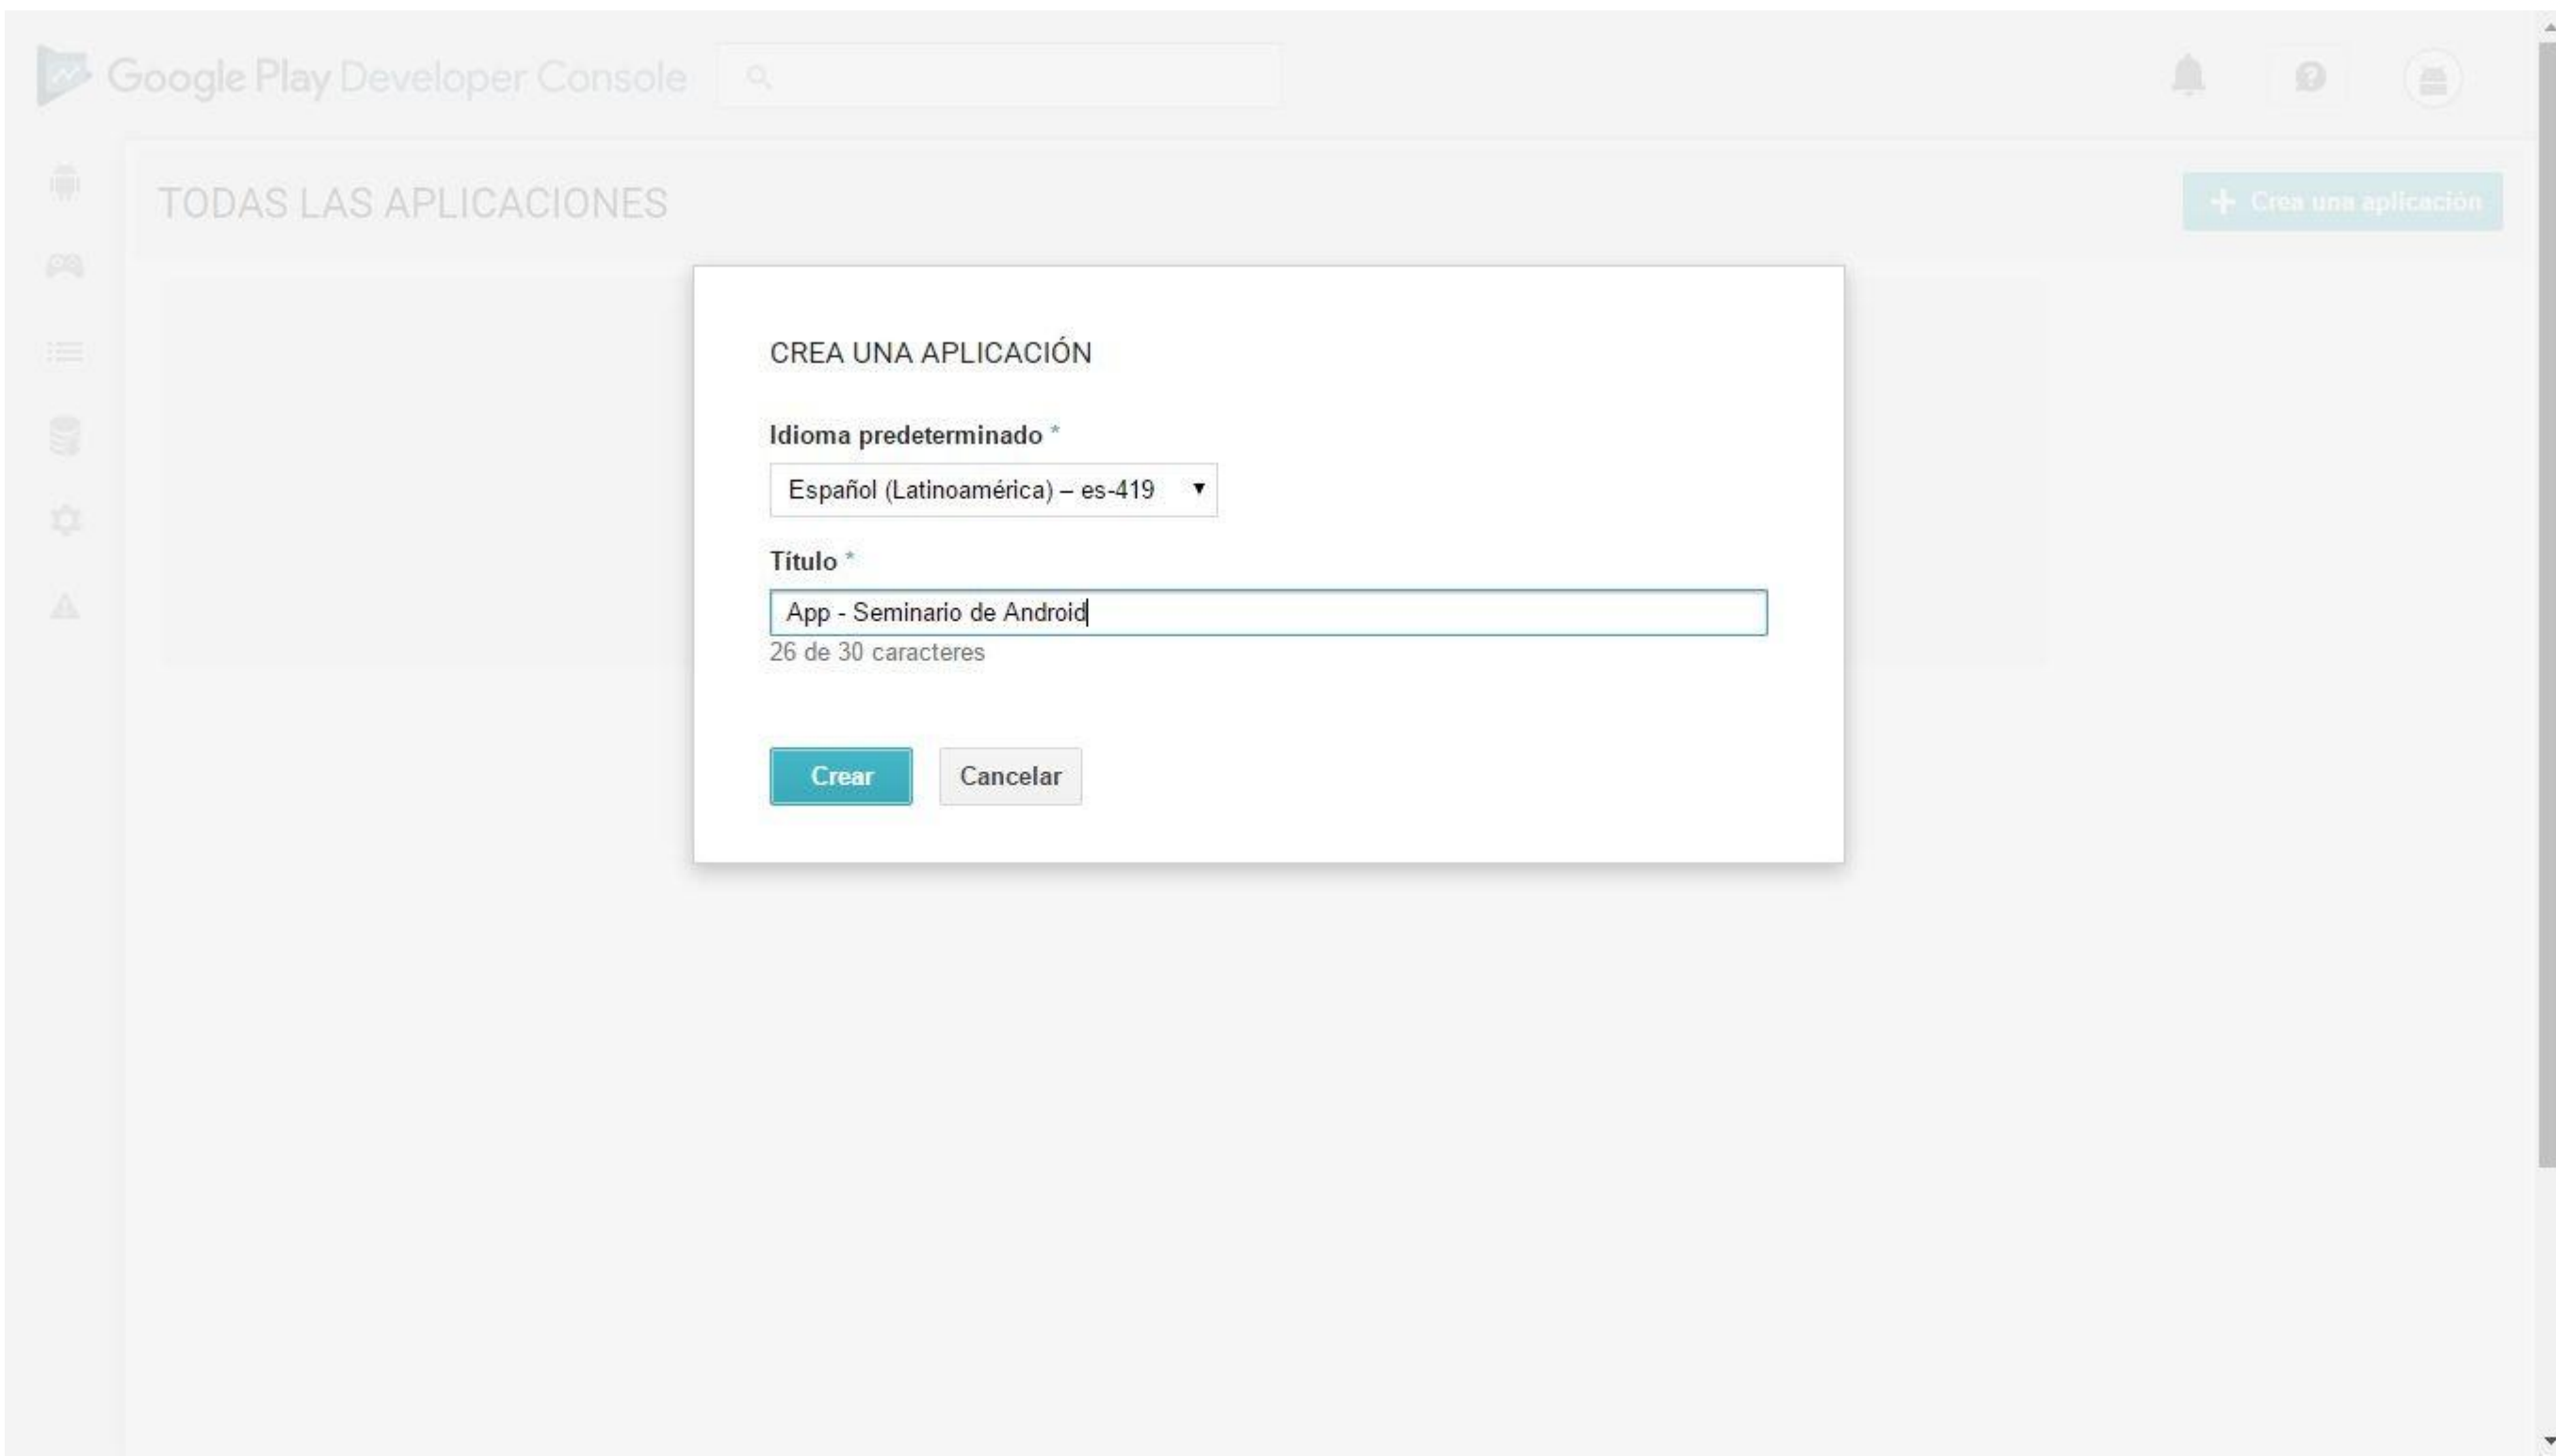 Google Play Developer Console
TODAS LAS APLICACIONES
+ Crea una aplicación
CREA UNA APLICACIÓN
Idioma predeterminado *
Español (Latinoamérica) – es-419
Título *
App - Seminario de Android
26 de 30 caracteres
Crear
Cancelar